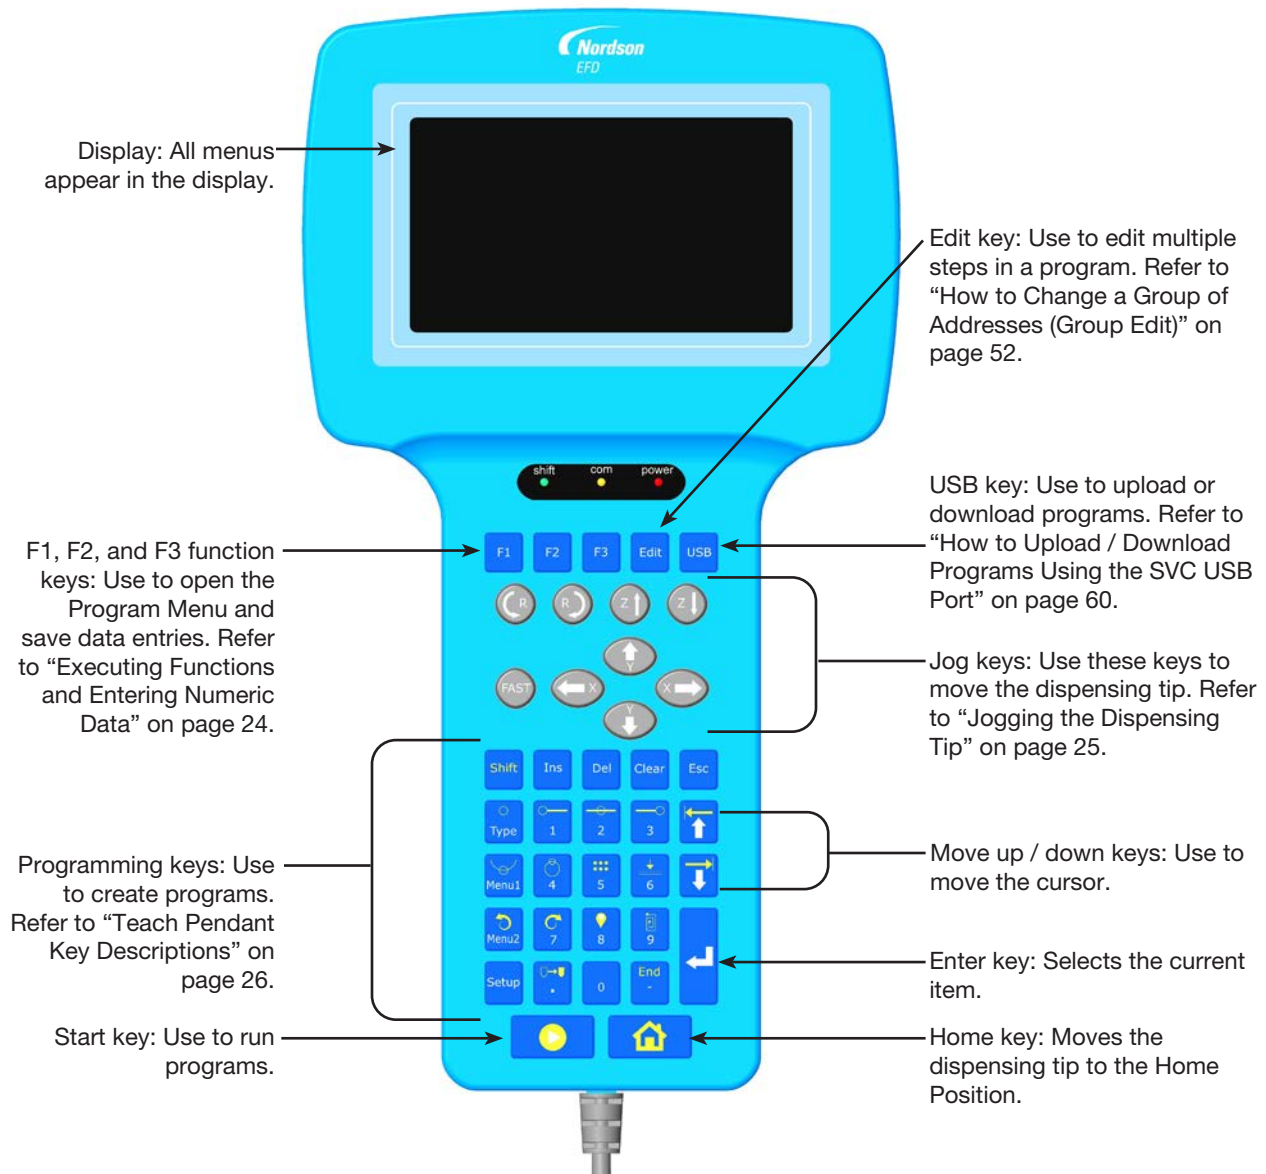 Nordson
EFD
Display: All menus
appear in the display.
Edit key: Use to edit multiple
steps in a program. Refer to
“How to Change a Group of
Addresses (Group Edit)” on
page 52.
shift com power
USB key: Use to upload or
download programs. Refer to
“How to Upload / Download
Programs Using the SVC USB
Port” on page 60.
F1, F2, and F3 function
keys: Use to open the
Program Menu and
save data entries. Refer
to “Executing Functions
and Entering Numeric
Data” on page 24.
F1 F2 F3 Edit USB
R R Z Z
Y
FAST X X
Y
Jog keys: Use these keys to
move the dispensing tip. Refer
to “Jogging the Dispensing
Tip” on page 25.
Shift Ins Del Clear Esc
Type 1 2 3
Menu1 4 5 6
Menu2 7 8 9
End
Setup . 0 -
Move up / down keys: Use to
move the cursor.
Programming keys: Use
to create programs.
Refer to “Teach Pendant
Key Descriptions” on
page 26.
Enter key: Selects the current
item.
Start key: Use to run
programs.
Home key: Moves the
dispensing tip to the Home
Position.